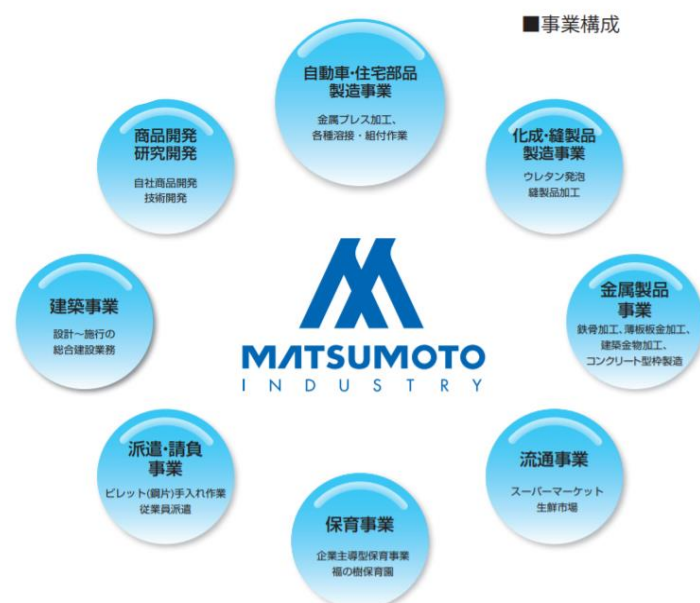 ■事業構成
自動車・住宅部品
製造事業
金属プレス加工、
各種溶接・組付作業
商品開発
研究開発
自社商品開発
技術開発
化成・縫製品
製造事業
ウレタン発泡
縫製品加工
建築事業
設計～施行の
総合建設業務
MATSUMOTO
INDUSTRY
金属製品
事業
鉄骨加工、薄板板金加工、
建築金物加工、
コンクリート型枠製造
派遣・請負
事業
ビレット(鋼片)手入れ作業
従業員派遣
流通事業
スーパーマーケット
生鮮市場
保育事業
企業主導型保育事業
福の樹保育園